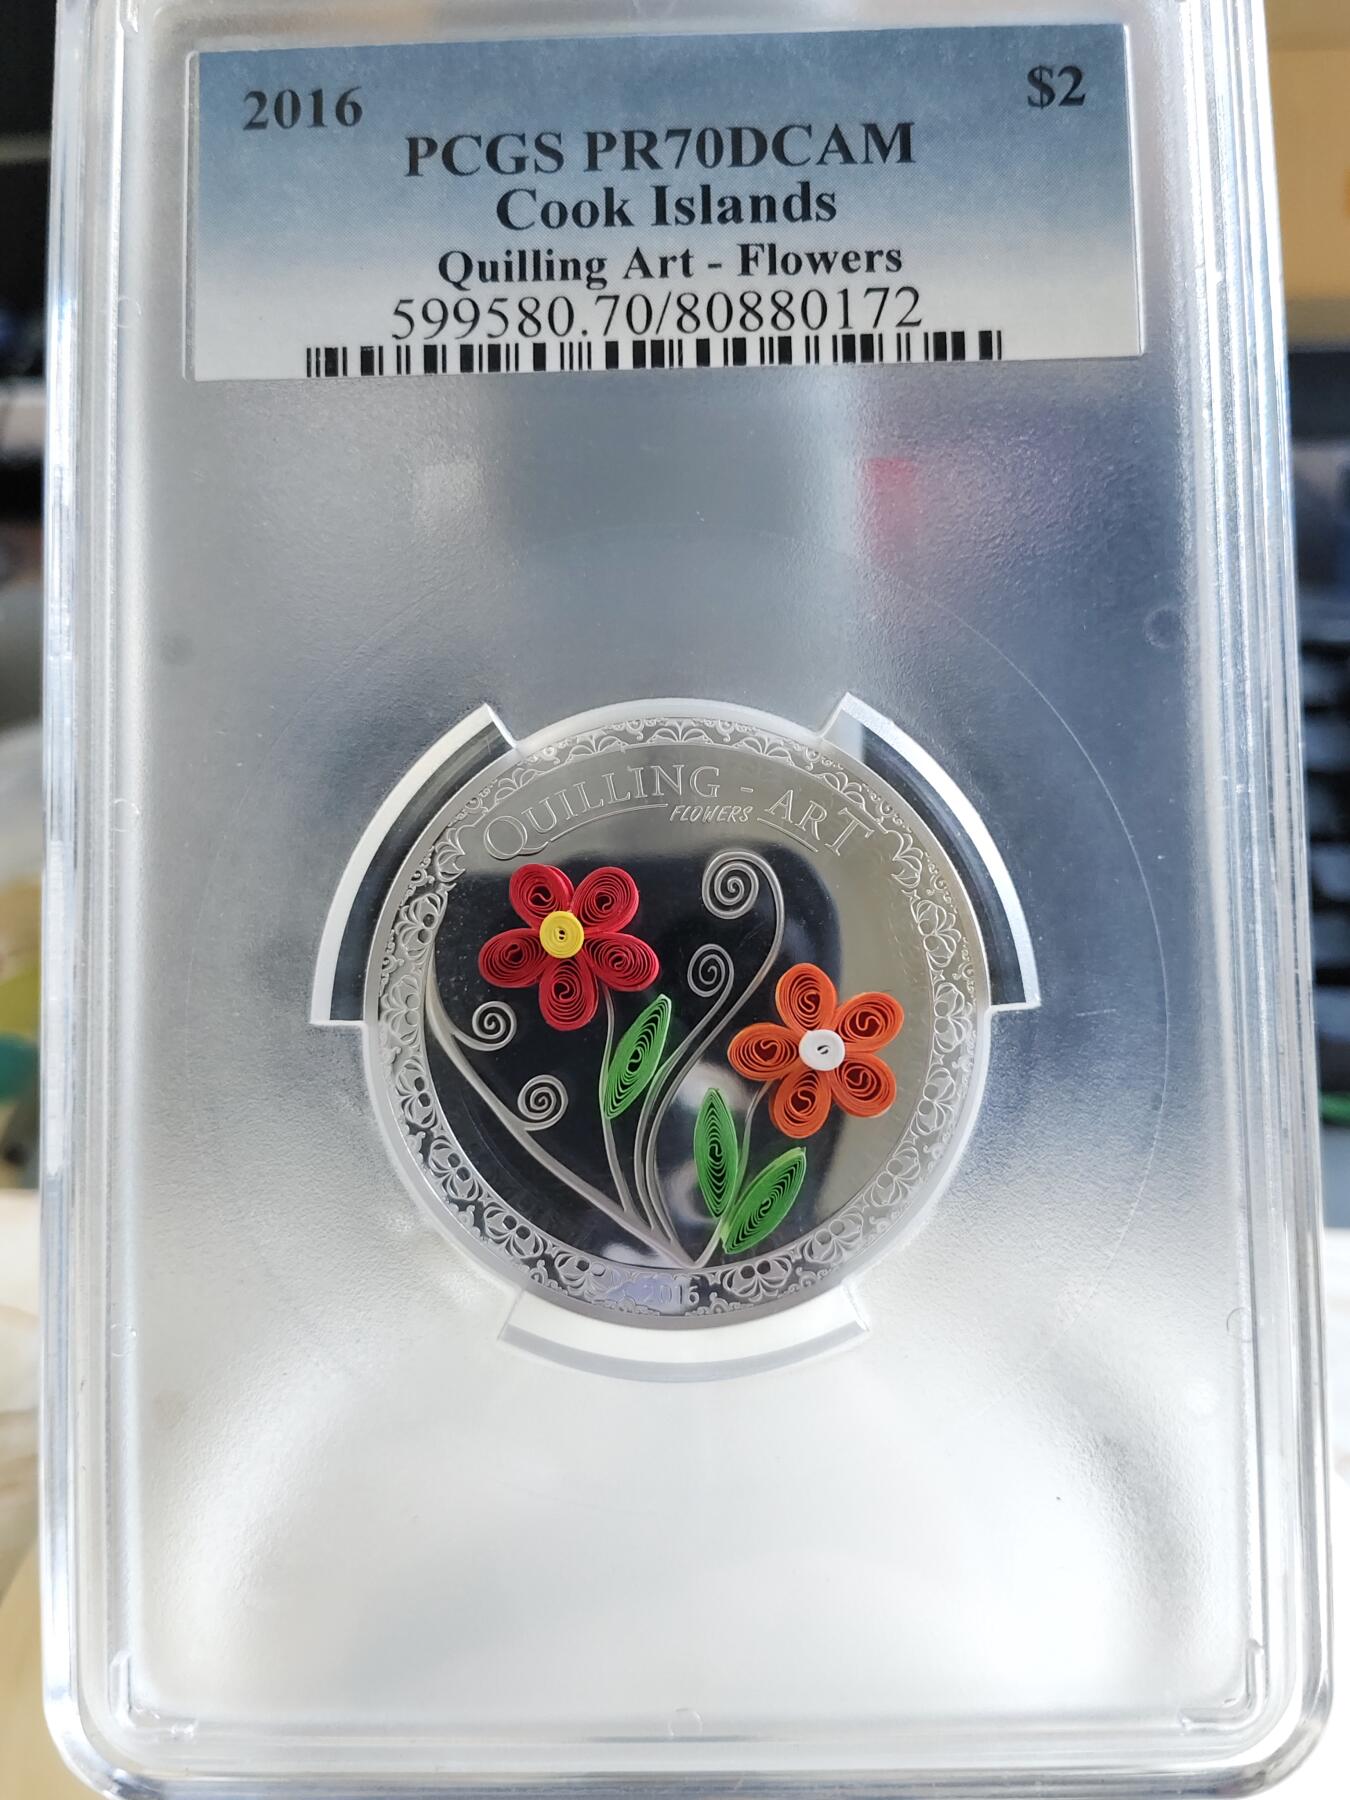 2016
$2
PCGS PR70DCAM
Cook Islands
Quilling Art - Flowers
599580.70/80880172
QUILLING - ART
FLOWERS
2016